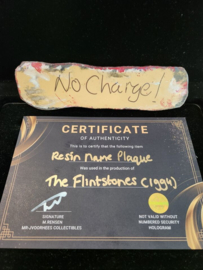 No Charge!
CERTIFICATE
OF AUTHENTICITY
This is to certify that the following item
Resin name Plaque
was used in the production of
The Flintstones (1994)
SIGNATURE
NOT VALID WITHOUT
NUMBERED SECURITY
HOLOGRAM